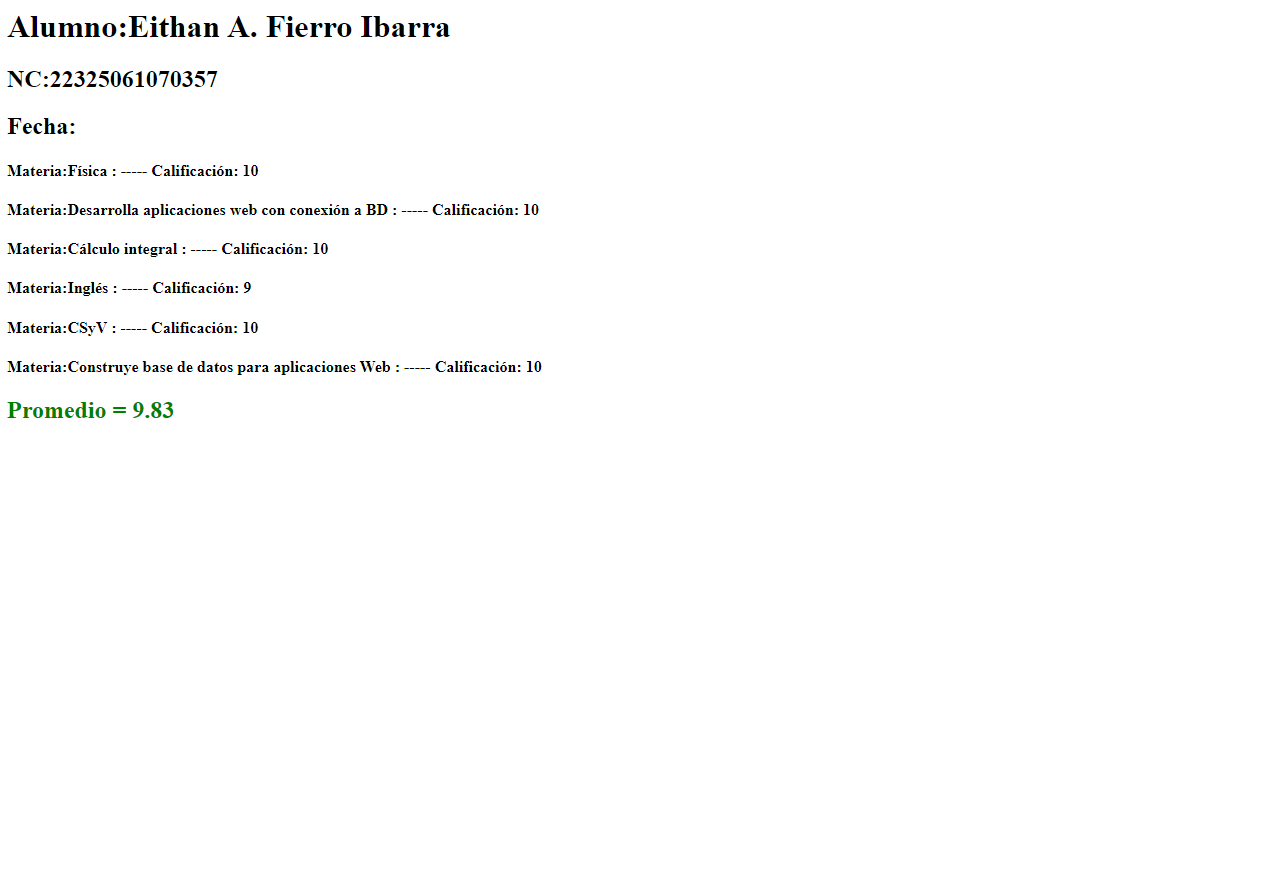 Alumno:Eithan A. Fierro Ibarra
NC:22325061070357
Fecha:
Materia:Física : ----- Calificación: 10
Materia:Desarrolla aplicaciones web con conexión a BD : ----- Calificación: 10
Materia:Cálculo integral : ----- Calificación: 10
Materia:Inglés : ----- Calificación: 9
Materia:CSyV : ----- Calificación: 10
Materia:Construye base de datos para aplicaciones Web : ----- Calificación: 10
Promedio = 9.83